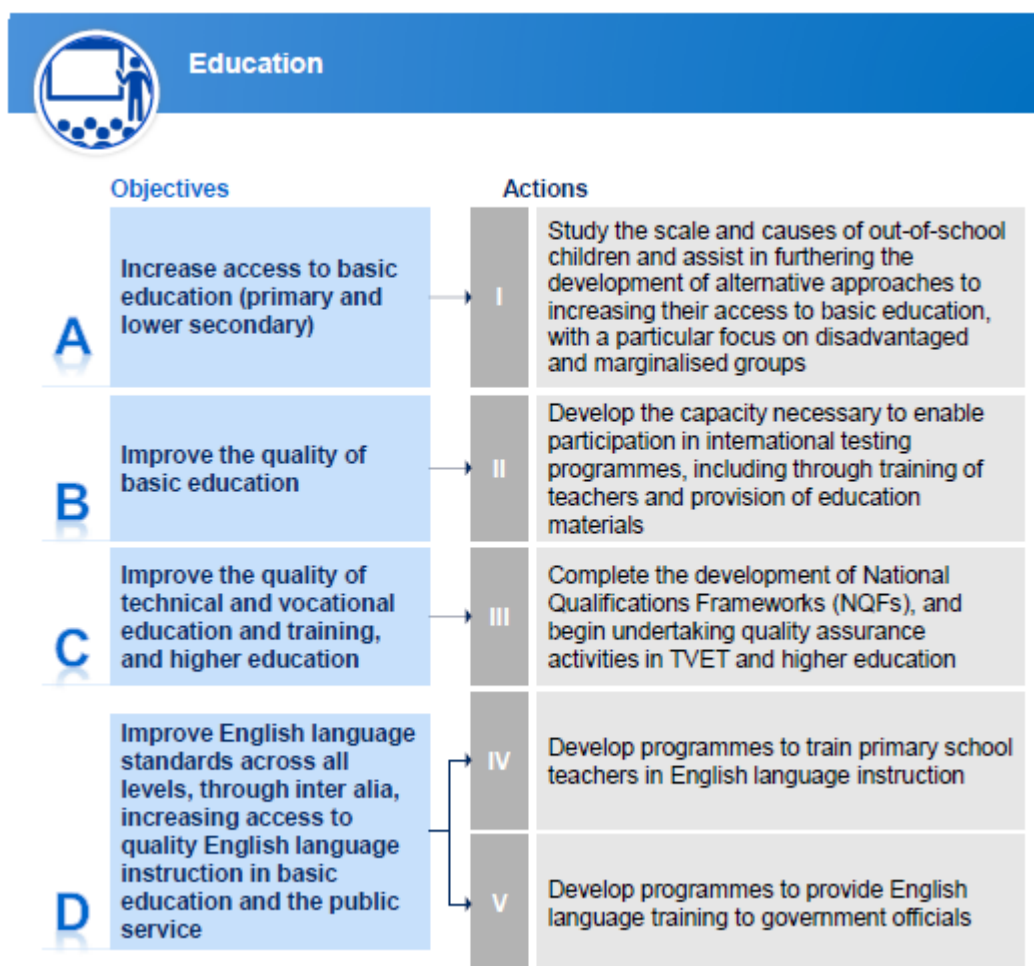 Education
Objectives
Actions
A
Increase access to basic
education (primary and
lower secondary)
I
Study the scale and causes of out-of-school
children and assist in furthering the
development of alternative approaches to
increasing their access to basic education,
with a particular focus on disadvantaged
and marginalised groups
B
Improve the quality of
basic education
II
Develop the capacity necessary to enable
participation in international testing
programmes, including through training of
teachers and provision of education
materials
C
Improve the quality of
technical and vocational
education and training,
and higher education
III
Complete the development of National
Qualifications Frameworks (NQFs), and
begin undertaking quality assurance
activities in TVET and higher education
D
Improve English language
standards across all
levels, through inter alia,
increasing access to
quality English language
instruction in basic
education and the public
service
IV
Develop programmes to train primary school
teachers in English language instruction
V
Develop programmes to provide English
language training to government officials